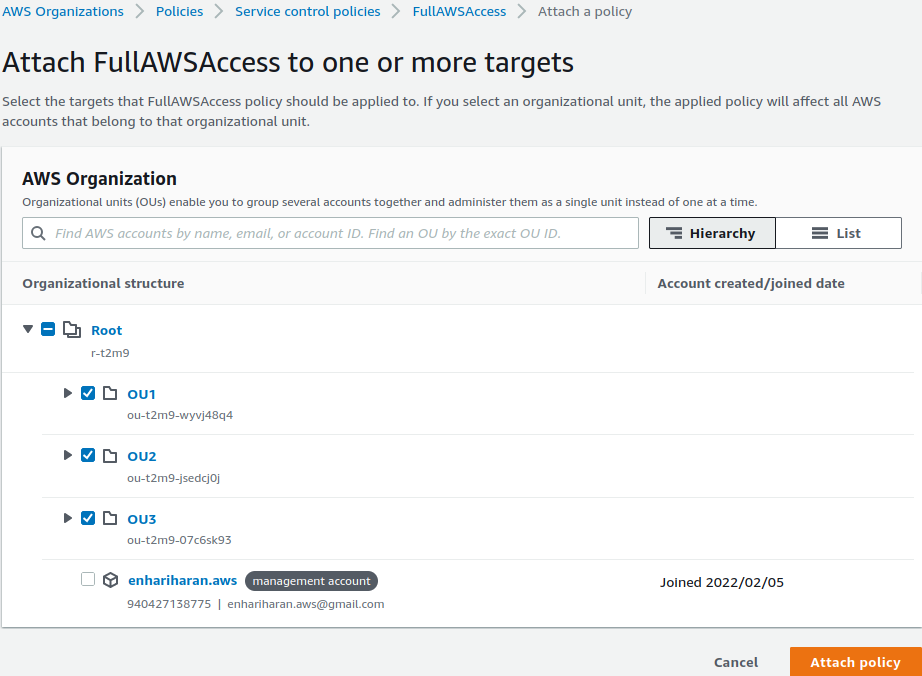 AWS Organizations > Policies > Service control policies > FullAWSAccess > Attach a policy
Attach FullAWSAccess to one or more targets
Select the targets that FullAWSAccess policy should be applied to. If you select an organizational unit, the applied policy will affect all AWS
accounts that belong to that organizational unit.
AWS Organization
Organizational units (OUs) enable you to group several accounts together and administer them as a single unit instead of one at a time.
Find AWS accounts by name, email, or account ID. Find an OU by the exact OU ID. Hierarchy List
Organizational structure Account created/joined date
Root
r-t2m9
OU1
ou-t2m9-wyvj48q4
OU2
ou-t2m9-jsedcj0j
OU3
ou-t2m9-07c6sk93
enhariharan.aws management account Joined 2022/02/05
940427138775 | enhariharan.aws@gmail.com
Cancel Attach policy